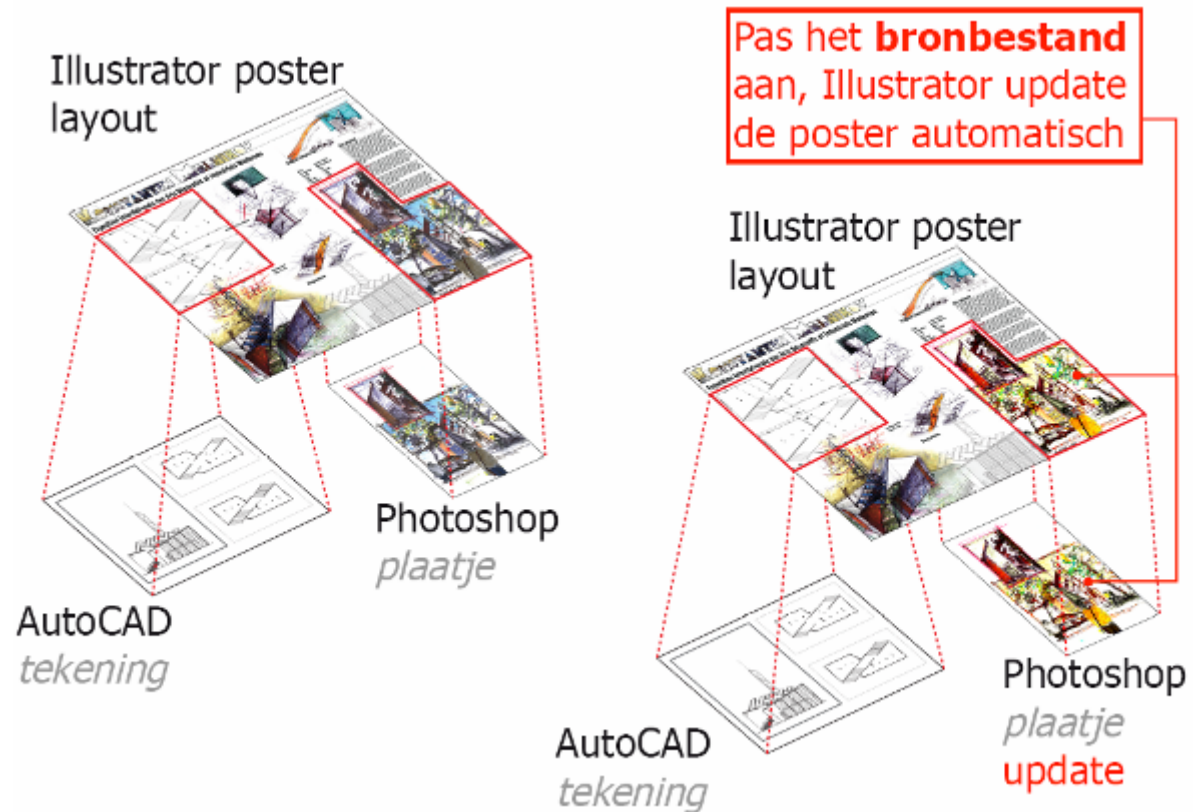 Illustrator poster
layout
Pas het bronbestand
aan, Illustrator update
de poster automatisch
Illustrator poster
layout
Photoshop
plaatje
AutoCAD
tekening
Photoshop
plaatje
update
AutoCAD
tekening